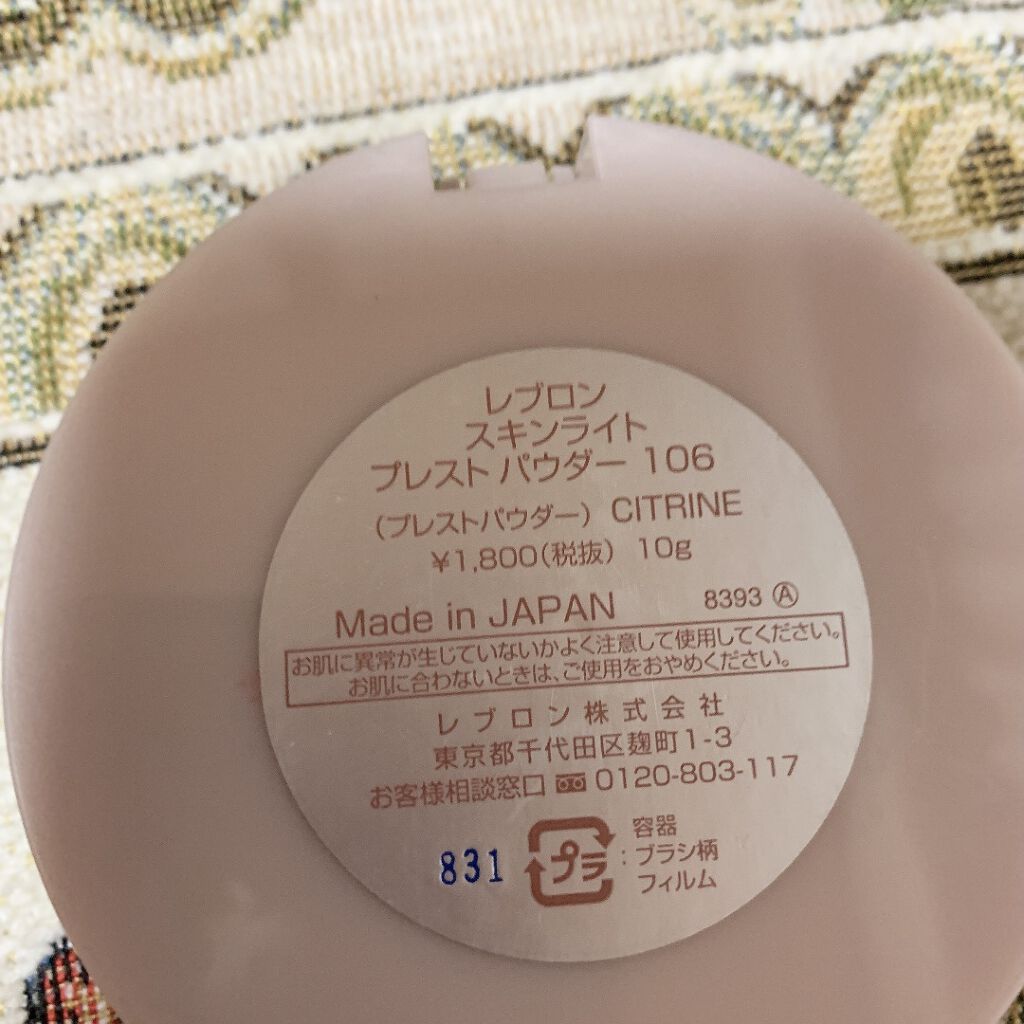 レブロン
スキンライト
プレスト パウダー 106
(プレストパウダー) CITRINE
¥1,800(税抜) 10g
Made in JAPAN 8393 Ⓐ
お肌に異常が生じていないかよく注意して使用してください。
お肌に合わないときは、ご使用をおやめください。
レブロン株式会社
東京都千代田区麹町1-3
お客様相談窓口 0120-803-117
831 プラ : 容器
ブラシ柄
フィルム